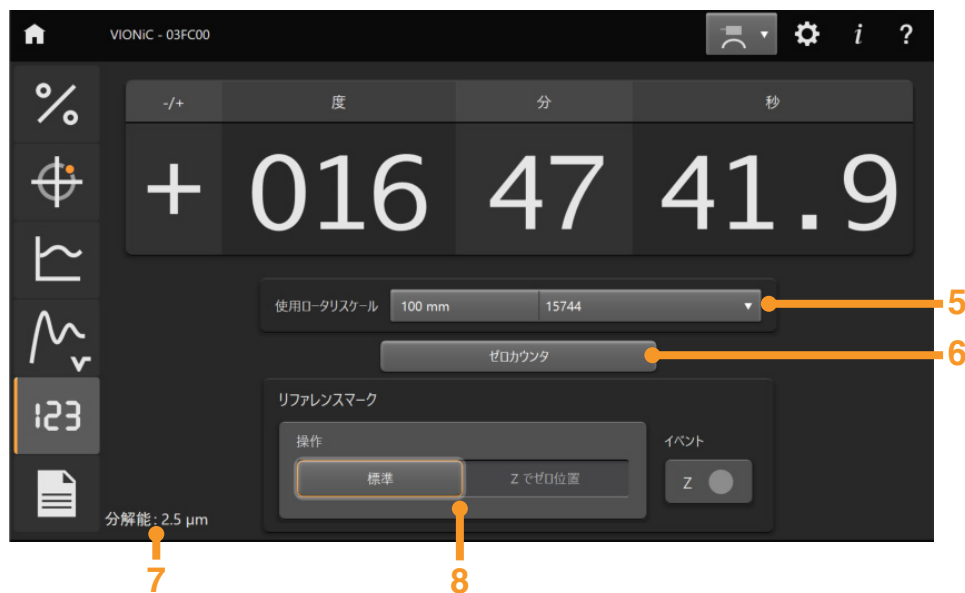 VIONiC - 03FC00
i ?
%
-/+ 度 分 秒
+ 016 47 41.9
使用ロータリスケール 100 mm 15744
5
ゼロカウンタ
6
123
リファレンスマーク
操作 イベント
標準 Z でゼロ位置 Z
分解能: 2.5 µm
7 8